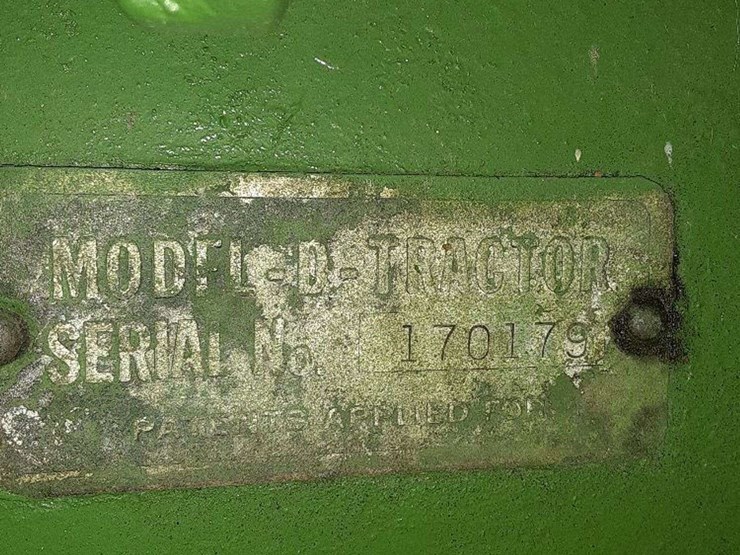 MODEL-D-TRACTOR
SERIAL No. 170179
PATENTS APPLIED FOR